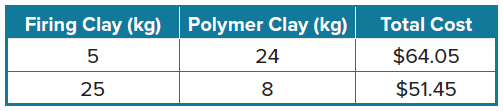 Firing Clay (kg) Polymer Clay (kg) Total Cost
5 24 $64.05
25 8 $51.45